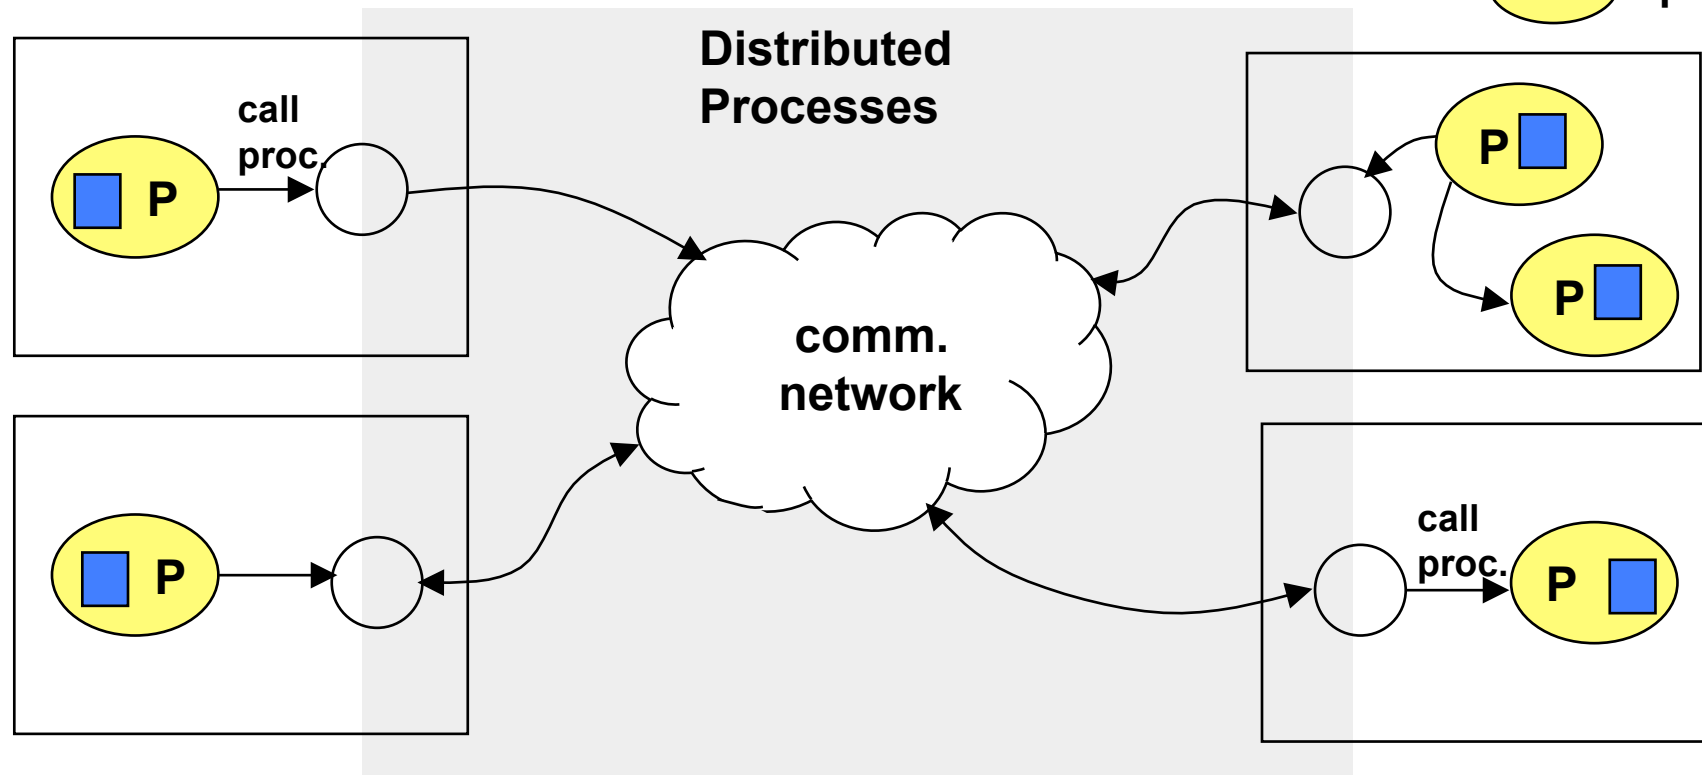 Distributed
Processes
call
proc.
P
P
P
comm.
network
P
call
proc.
P